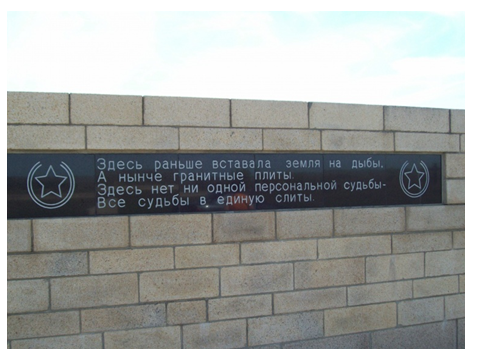 Здесь раньше вставала земля на дыбы,
А нынче гранитные плиты.
Здесь нет ни одной персональной судьбы-
Все судьбы в единую слиты.